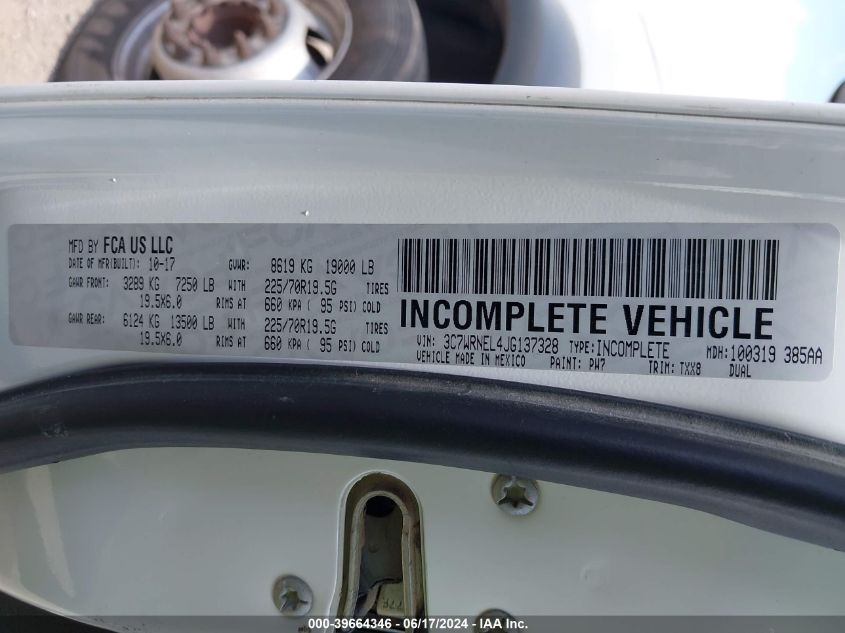 MFD BY FCA US LLC
DATE OF MFR(BUILT): 10-17 GVWR: 8619 KG 19000 LB
GAWR FRONT: 3289 KG 7250 LB WITH 225/70R19.5G TIRES
19.5X6.0 RIMS AT 660 KPA ( 95 PSI) COLD
GAWR REAR: 6124 KG 13500 LB WITH 225/70R19.5G TIRES
19.5X6.0 RIMS AT 660 KPA ( 95 PSI) COLD
INCOMPLETE VEHICLE
VIN: 3C7WRNEL4JG137328 TYPE: INCOMPLETE MDH: 100319 385AA
VEHICLE MADE IN MEXICO PAINT: PW7 TRIM: TXX8 DUAL
000-39664346 / 06/17/2024 - IAA Inc.